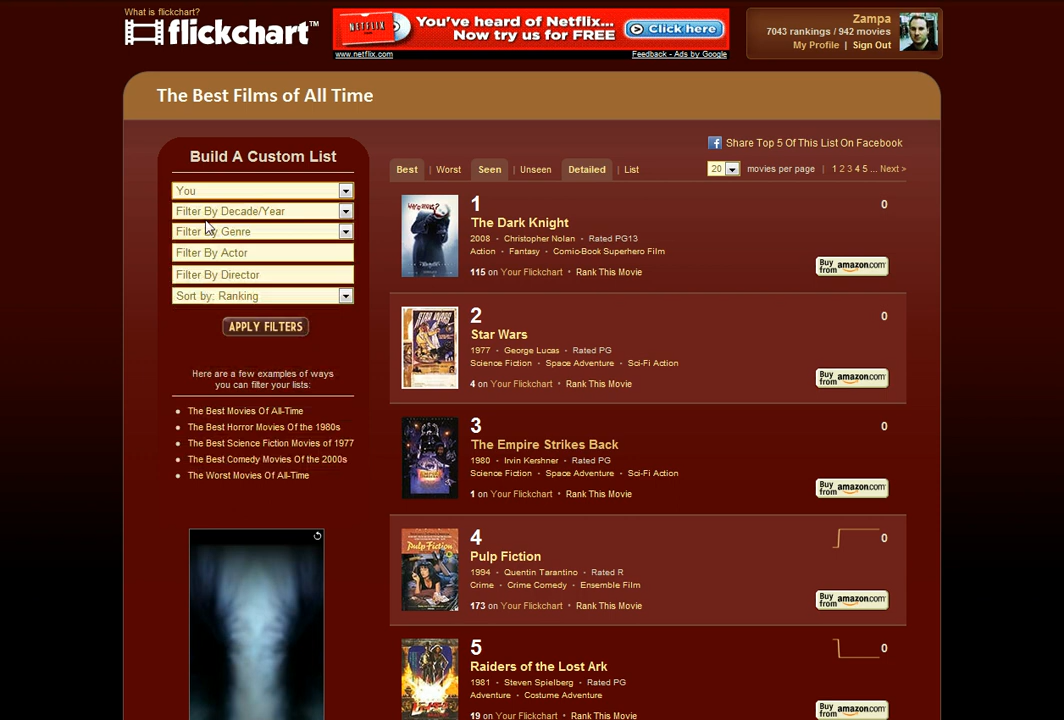 What is flickchart?
flickchart™
NETFLIX
You've heard of Netflix...
Now try us for FREE
Click here
www.netflix.com
Feedback - Ads by Google
Zampa
7043 rankings / 942 movies
My Profile | Sign Out
The Best Films of All Time
Build A Custom List
You
Filter By Decade/Year
Filter By Genre
Filter By Actor
Filter By Director
Sort by: Ranking
APPLY FILTERS
Here are a few examples of ways
you can filter your lists:
The Best Movies Of All-Time
The Best Horror Movies Of the 1980s
The Best Science Fiction Movies of 1977
The Best Comedy Movies Of the 2000s
The Worst Movies Of All-Time
Share Top 5 Of This List On Facebook
Best | Worst Seen | Unseen Detailed | List
20 movies per page | 1 2 3 4 5 ... Next >
1 0
The Dark Knight
2008 • Christopher Nolan • Rated PG13
Action • Fantasy • Comic-Book Superhero Film
115 on Your Flickchart • Rank This Movie
Buy from amazon.com
2 0
Star Wars
1977 • George Lucas • Rated PG
Science Fiction • Space Adventure • Sci-Fi Action
4 on Your Flickchart • Rank This Movie
Buy from amazon.com
STAR WARS
3 0
The Empire Strikes Back
1980 • Irvin Kershner • Rated PG
Science Fiction • Space Adventure • Sci-Fi Action
1 on Your Flickchart • Rank This Movie
Buy from amazon.com
4 0
Pulp Fiction
1994 • Quentin Tarantino • Rated R
Crime • Crime Comedy • Ensemble Film
173 on Your Flickchart • Rank This Movie
Buy from amazon.com
PULP FICTION
5 0
Raiders of the Lost Ark
1981 • Steven Spielberg • Rated PG
Adventure • Costume Adventure
19 on Your Flickchart • Rank This Movie
Buy from amazon.com